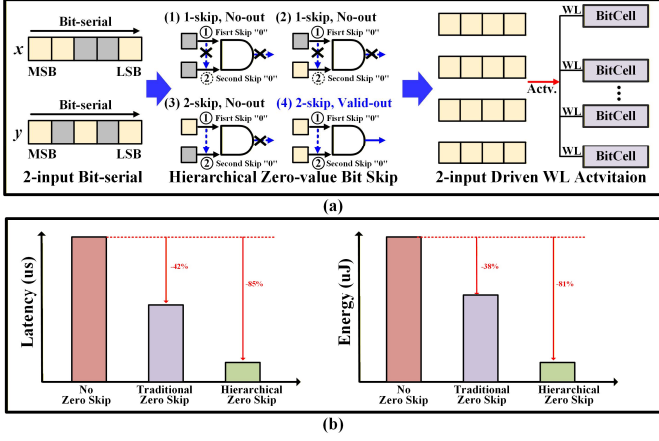 Bit-serial
x
MSB LSB
Bit-serial
y
MSB LSB
2-input Bit-serial
(1) 1-skip, No-out
1 Fisrt Skip "0"
2 Second Skip "0"
(2) 1-skip, No-out
1 Fisrt Skip "0"
2 Second Skip "0"
(3) 2-skip, No-out
1 Fisrt Skip "0"
2 Second Skip "0"
(4) 2-skip, Valid-out
1 Fisrt Skip "0"
2 Second Skip "0"
Hierarchical Zero-value Bit Skip
Actv.
WL BitCell
WL BitCell
WL BitCell
WL BitCell
2-input Driven WL Actvitaion
(a)
Latency (us)
-42%
-85%
No
Zero Skip
Traditional
Zero Skip
Hierarchical
Zero Skip
Energy (uJ)
-38%
-81%
No
Zero Skip
Traditional
Zero Skip
Hierarchical
Zero Skip
(b)